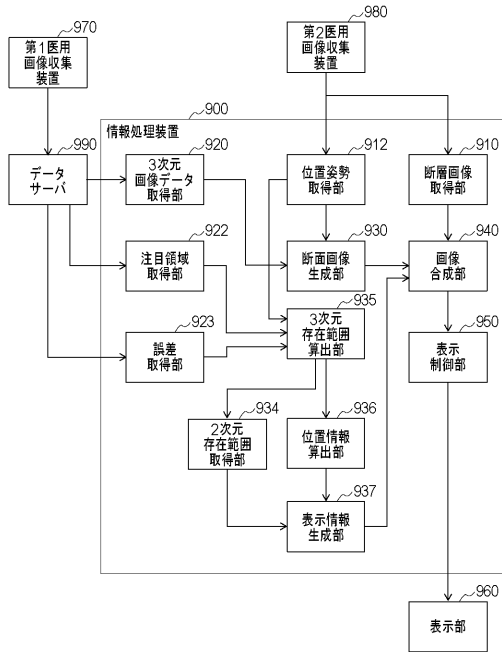 970
第1医用
画像収集
装置
980
第2医用
画像収集
装置
900
情報処理装置
990
データ
サーバ
920
3次元
画像データ
取得部
912
位置姿勢
取得部
910
断層画像
取得部
922
注目領域
取得部
930
断面画像
生成部
940
画像
合成部
923
誤差
取得部
935
3次元
存在範囲
算出部
950
表示
制御部
934
2次元
存在範囲
取得部
936
位置情報
算出部
937
表示情報
生成部
960
表示部